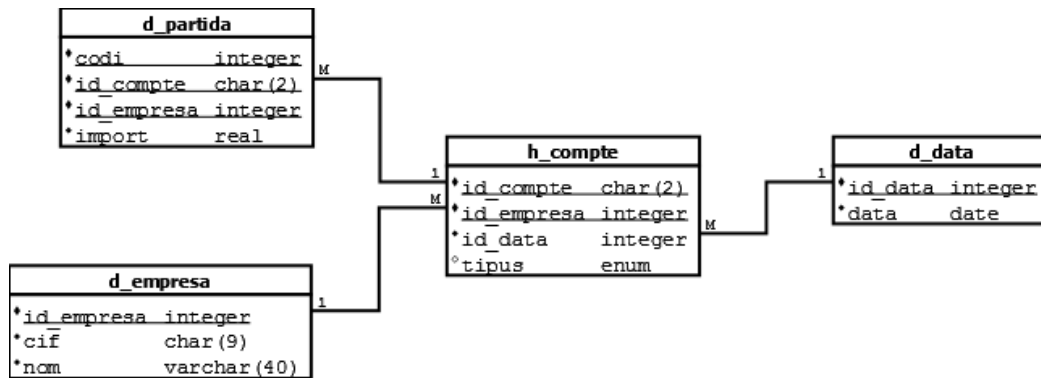 d_partida
codi integer
id_compte char(2)
id_empresa integer
import real
M
1
h_compte
id_compte char(2)
id_empresa integer
id_data integer
tipus enum
M
M
1
d_data
id_data integer
data date
d_empresa
id_empresa integer
cif char(9)
nom varchar(40)
1